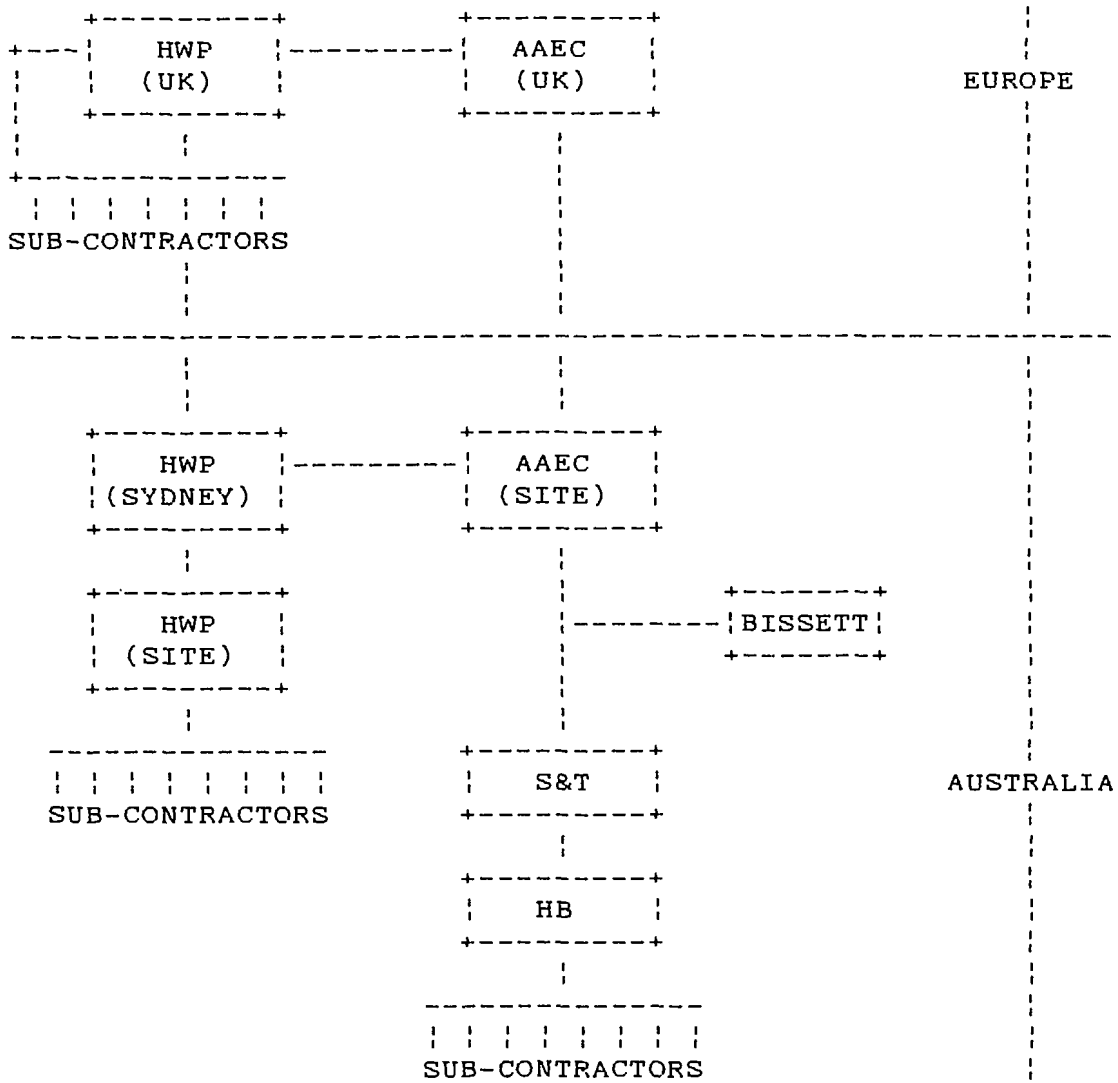 HWP AAEC
(UK) (UK) EUROPE
SUB-CONTRACTORS
HWP AAEC
(SYDNEY) (SITE)
HWP BISSETT
(SITE)
S&T AUSTRALIA
SUB-CONTRACTORS
HB
SUB-CONTRACTORS